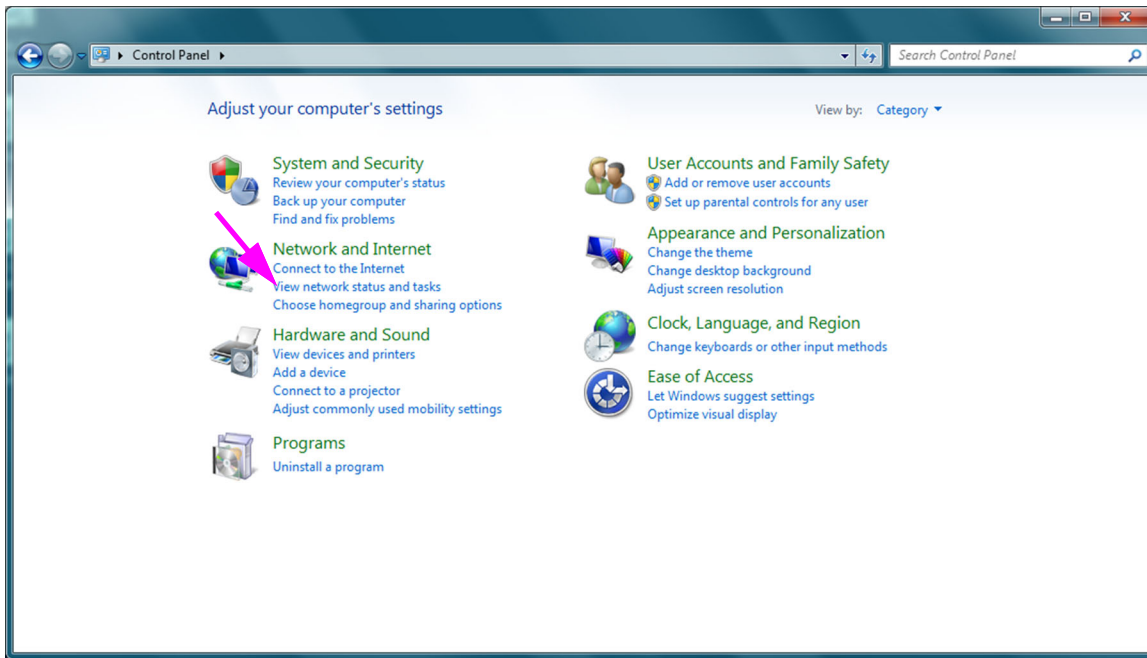 Control Panel
Search Control Panel
Adjust your computer's settings
View by: Category
System and Security
Review your computer's status
Back up your computer
Find and fix problems
Network and Internet
Connect to the Internet
View network status and tasks
Choose homegroup and sharing options
Hardware and Sound
View devices and printers
Add a device
Connect to a projector
Adjust commonly used mobility settings
Programs
Uninstall a program
User Accounts and Family Safety
Add or remove user accounts
Set up parental controls for any user
Appearance and Personalization
Change the theme
Change desktop background
Adjust screen resolution
Clock, Language, and Region
Change keyboards or other input methods
Ease of Access
Let Windows suggest settings
Optimize visual display